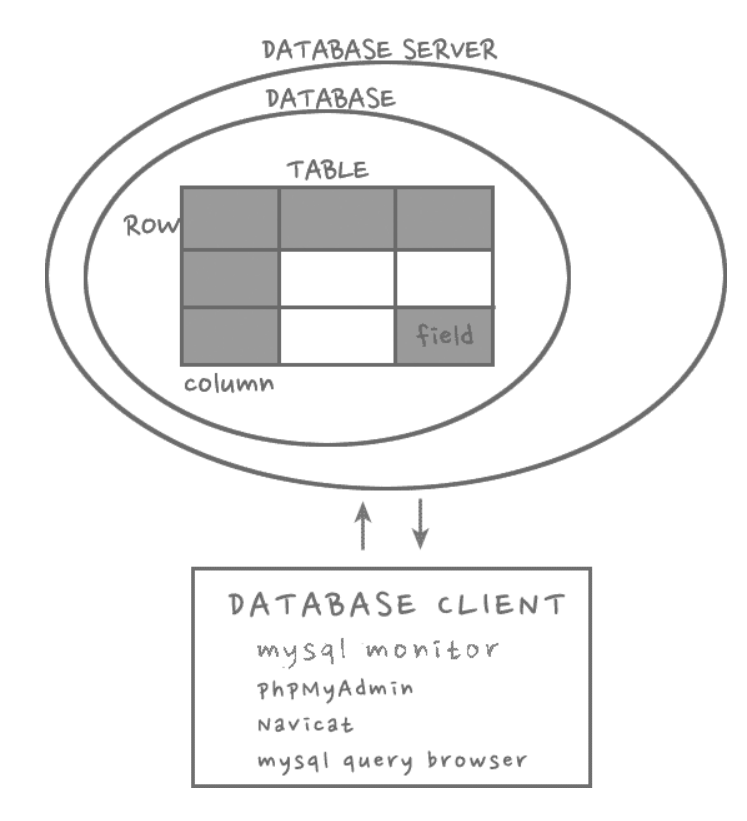 DATABASE SERVER
DATABASE
TABLE
Row
field
column
DATABASE CLIENT
mysql monitor
PhPMyAdmin
Navicat
mysql query browser